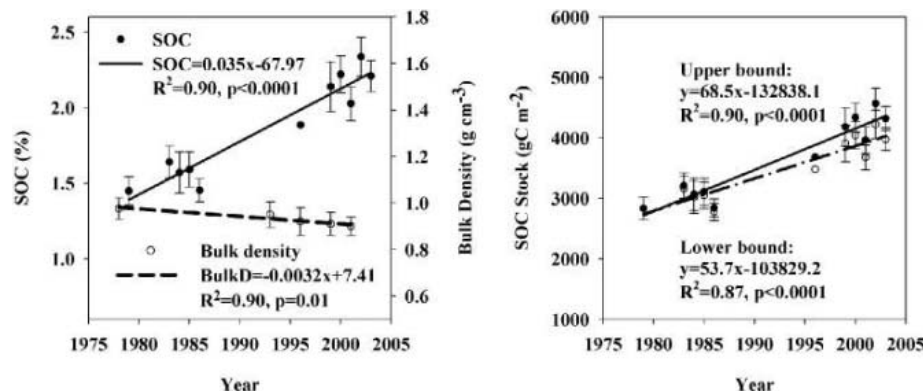 2.5
2.0
1.5
1.0
SOC (%)
SOC
SOC=0.035x-67.97
R²=0.90, p<0.0001
Bulk density
BulkD=-0.0032x+7.41
R²=0.90, p=0.01
1.8
1.6
1.4
1.2
1.0
0.8
0.6
Bulk Density (g cm⁻³)
1975 1980 1985 1990 1995 2000 2005
Year
6000
5000
4000
3000
2000
1000
SOC Stock (gC m⁻²)
Upper bound:
y=68.5x-132838.1
R²=0.90, p<0.0001
Lower bound:
y=53.7x-103829.2
R²=0.87, p<0.0001
1975 1980 1985 1990 1995 2000 2005
Year